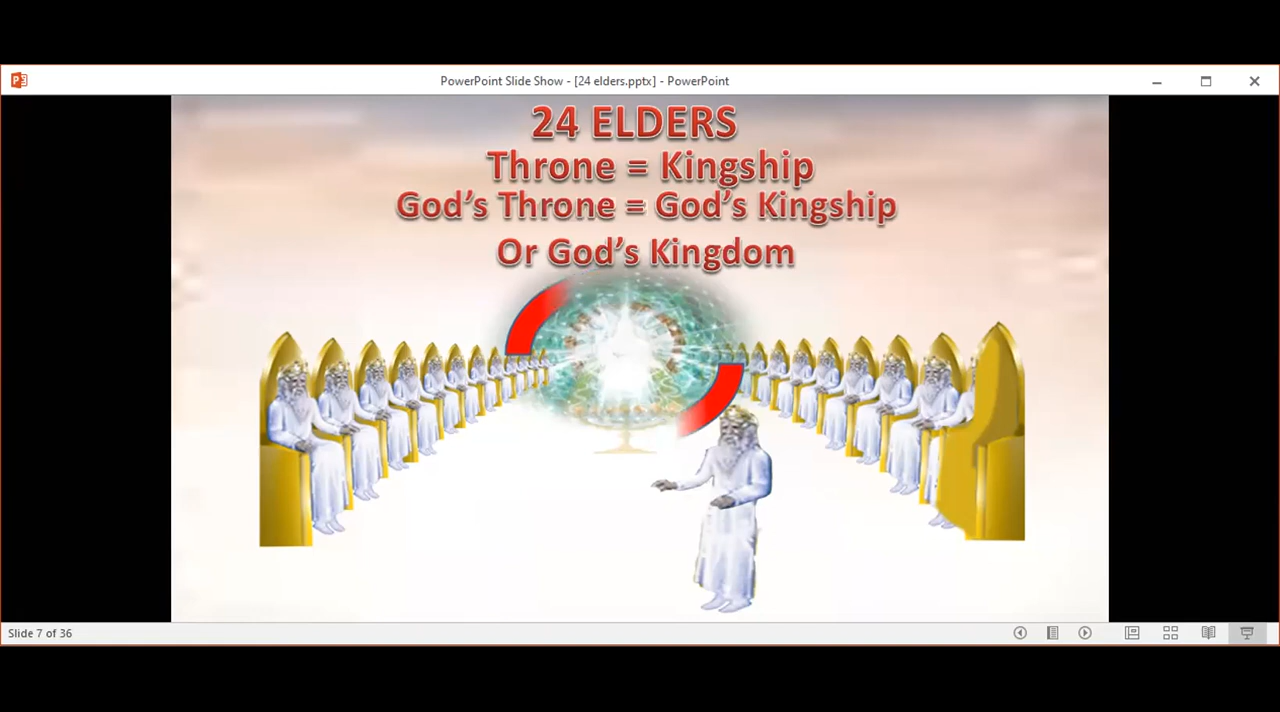 PowerPoint Slide Show - [24 elders.pptx] - PowerPoint
24 ELDERS
Throne = Kingship
God's Throne = God's Kingship
Or God's Kingdom
Slide 7 of 36